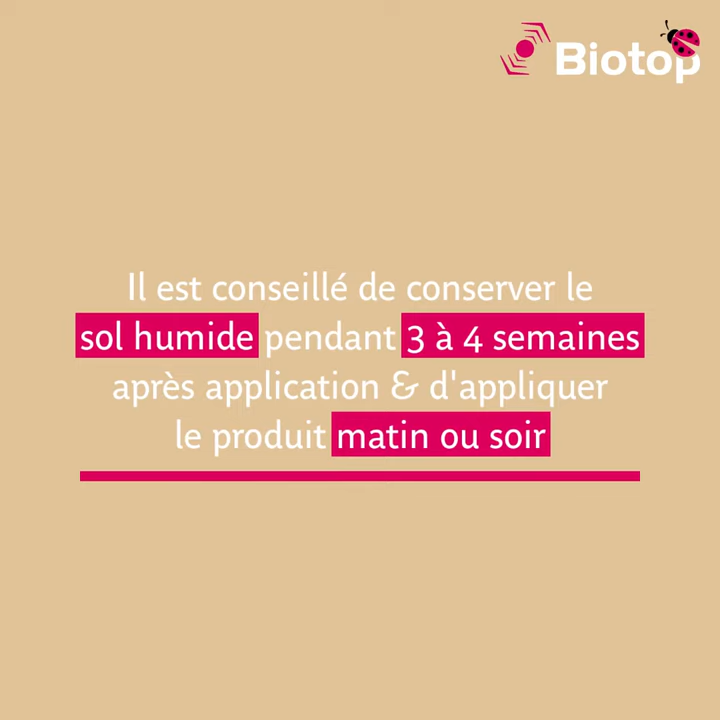 Biotop
Il est conseillé de conserver le
sol humide pendant 3 à 4 semaines
après application & d'appliquer
le produit matin ou soir